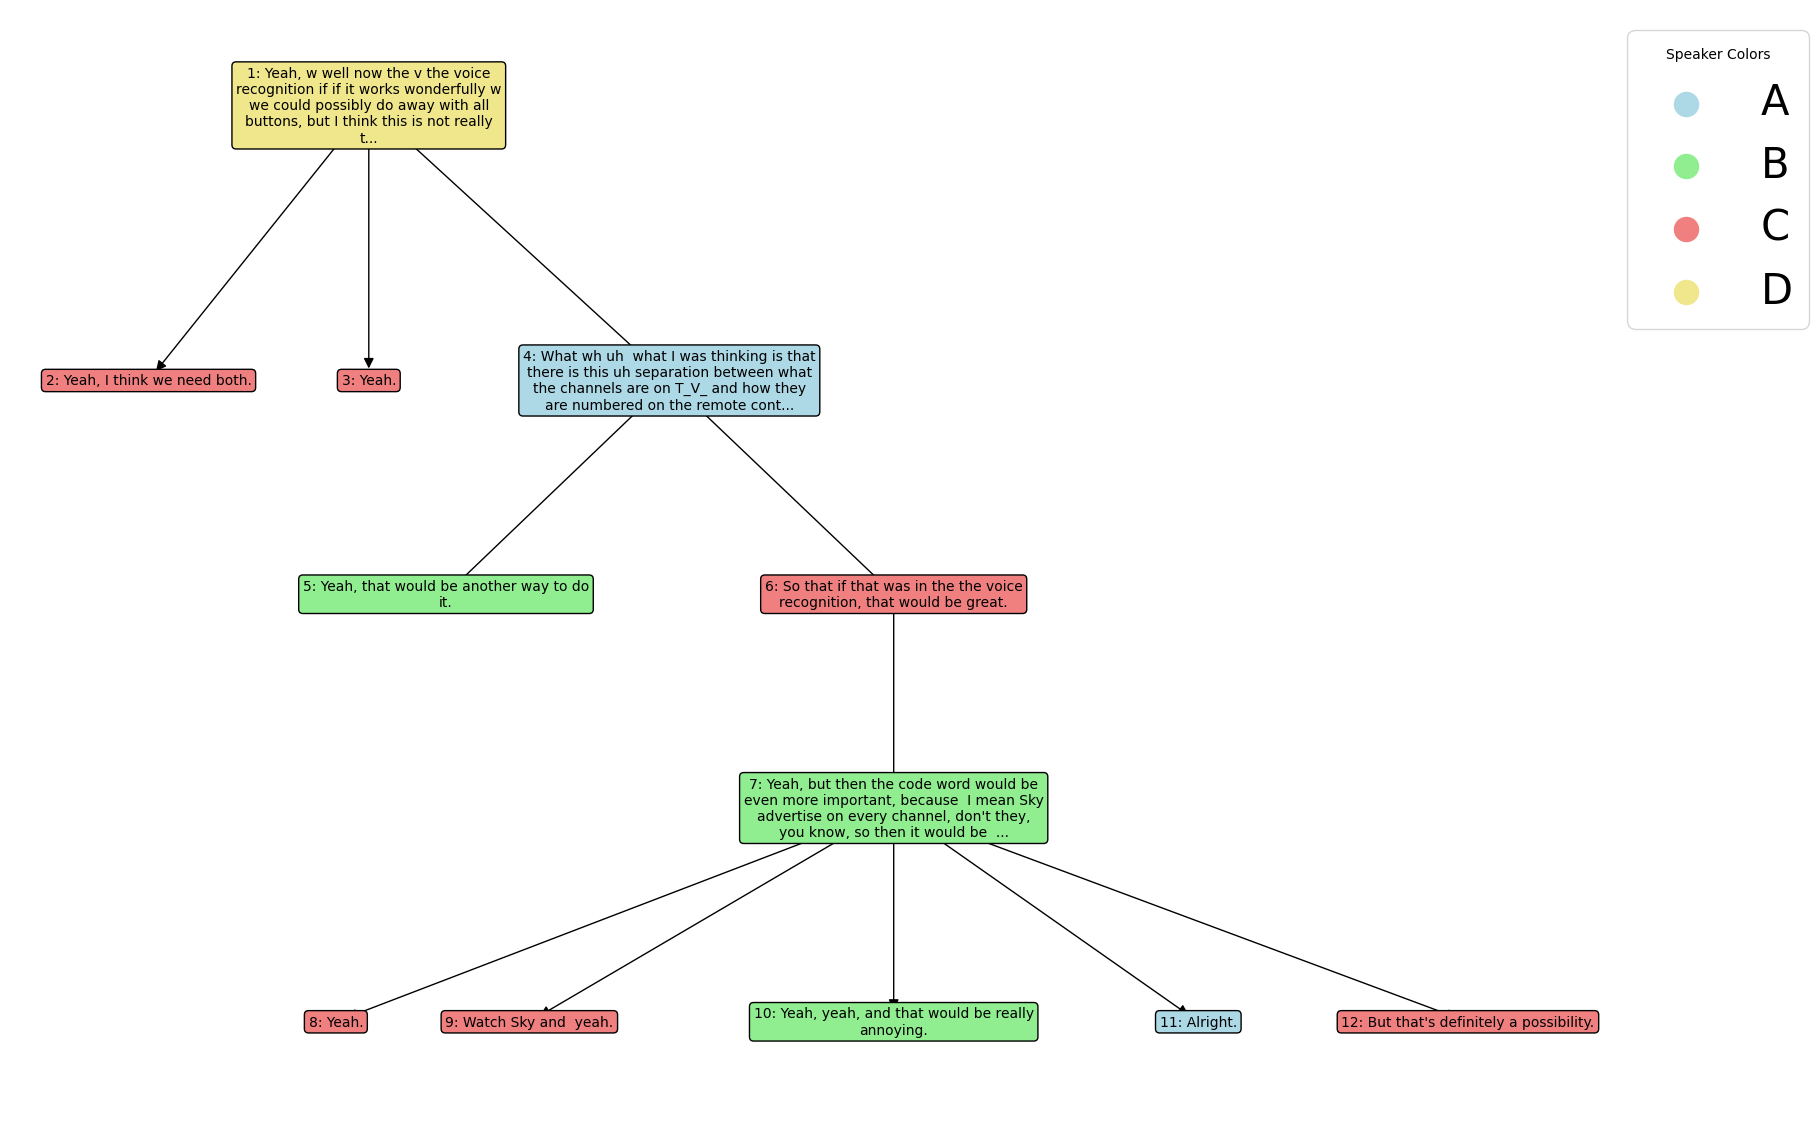 Speaker Colors
A
B
C
D
1: Yeah, w well now the v the voice
recognition if if it works wonderfully w
we could possibly do away with all
buttons, but I think this is not really
t...
2: Yeah, I think we need both.
3: Yeah.
4: What wh uh  what I was thinking is that
there is this uh separation between what
the channels are on T_V_ and how they
are numbered on the remote cont...
5: Yeah, that would be another way to do
it.
6: So that if that was in the the voice
recognition, that would be great.
7: Yeah, but then the code word would be
even more important, because  I mean Sky
advertise on every channel, don't they,
you know, so then it would be  ...
8: Yeah.
9: Watch Sky and  yeah.
10: Yeah, yeah, and that would be really
annoying.
11: Alright.
12: But that's definitely a possibility.